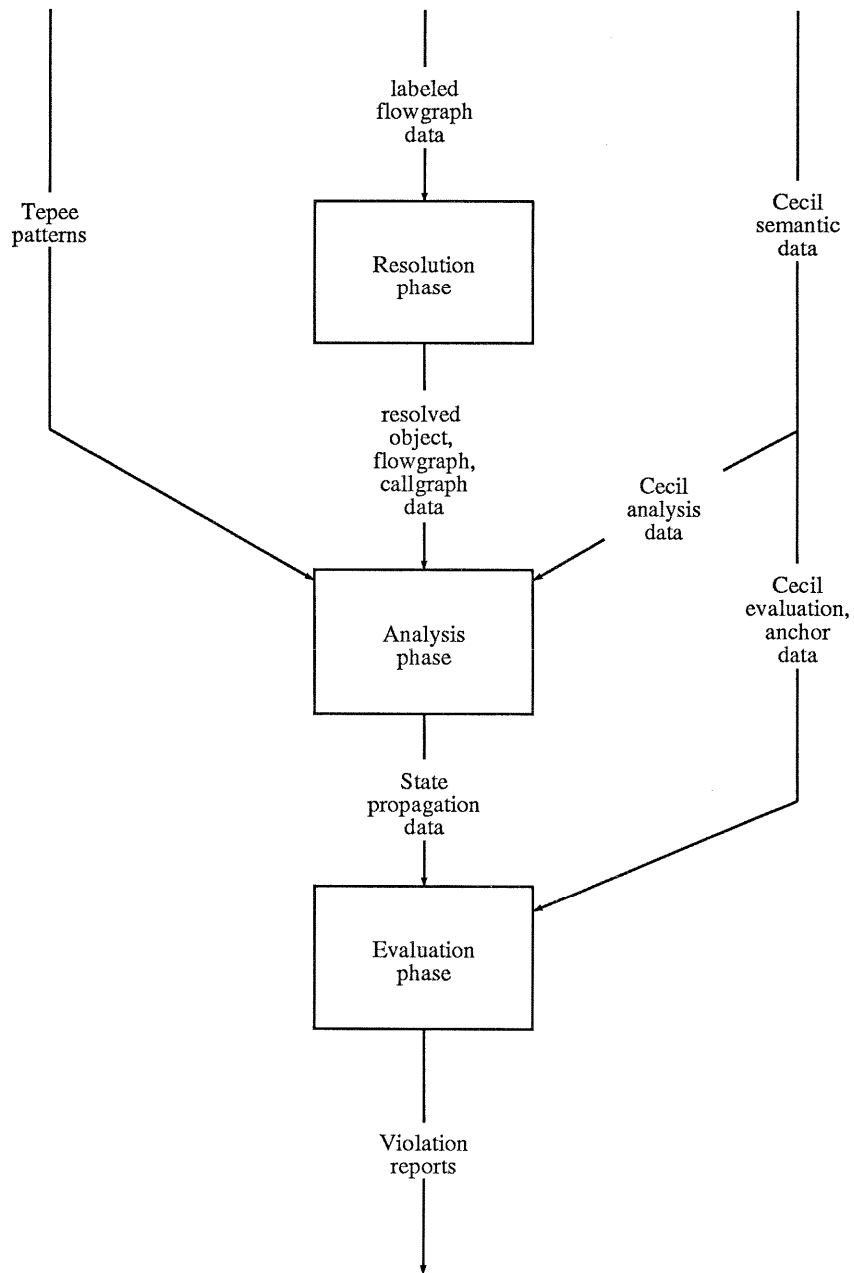 labeled
flowgraph
data
Tepee
patterns
Cecil
semantic
data
Resolution
phase
resolved
object,
flowgraph,
callgraph
data
Cecil
analysis
data
Cecil
evaluation,
anchor
data
Analysis
phase
State
propagation
data
Evaluation
phase
Violation
reports